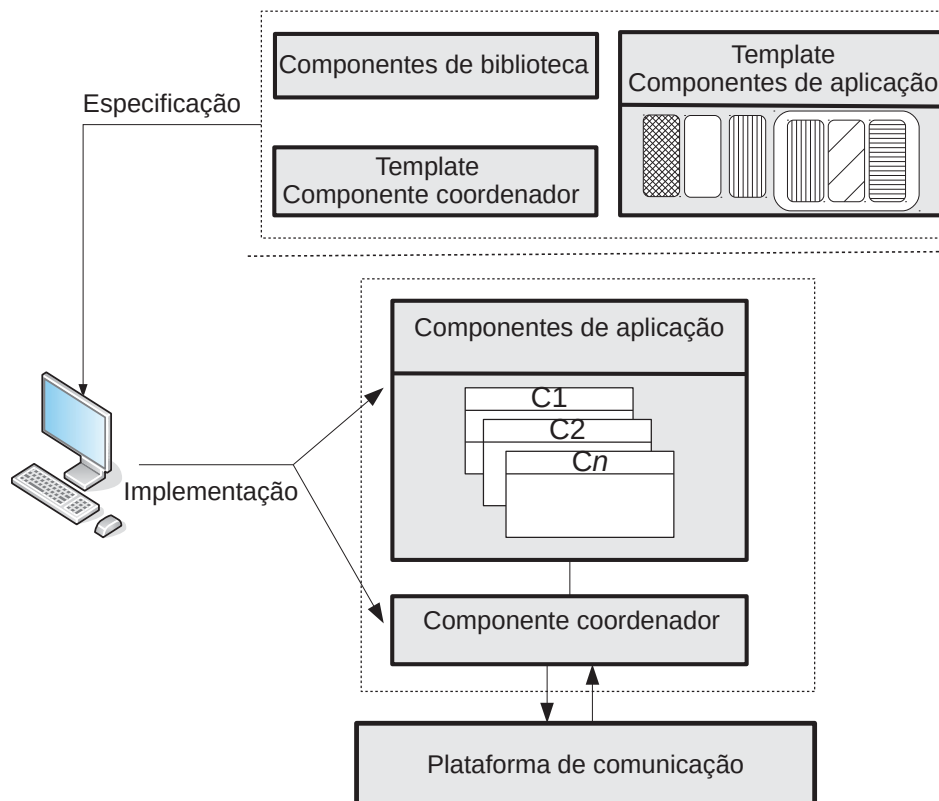 Componentes de biblioteca
Template
Componentes de aplicação
Especificação
Template
Componente coordenador
Componentes de aplicação
C1
C2
Cn
Implementação
Componente coordenador
Plataforma de comunicação